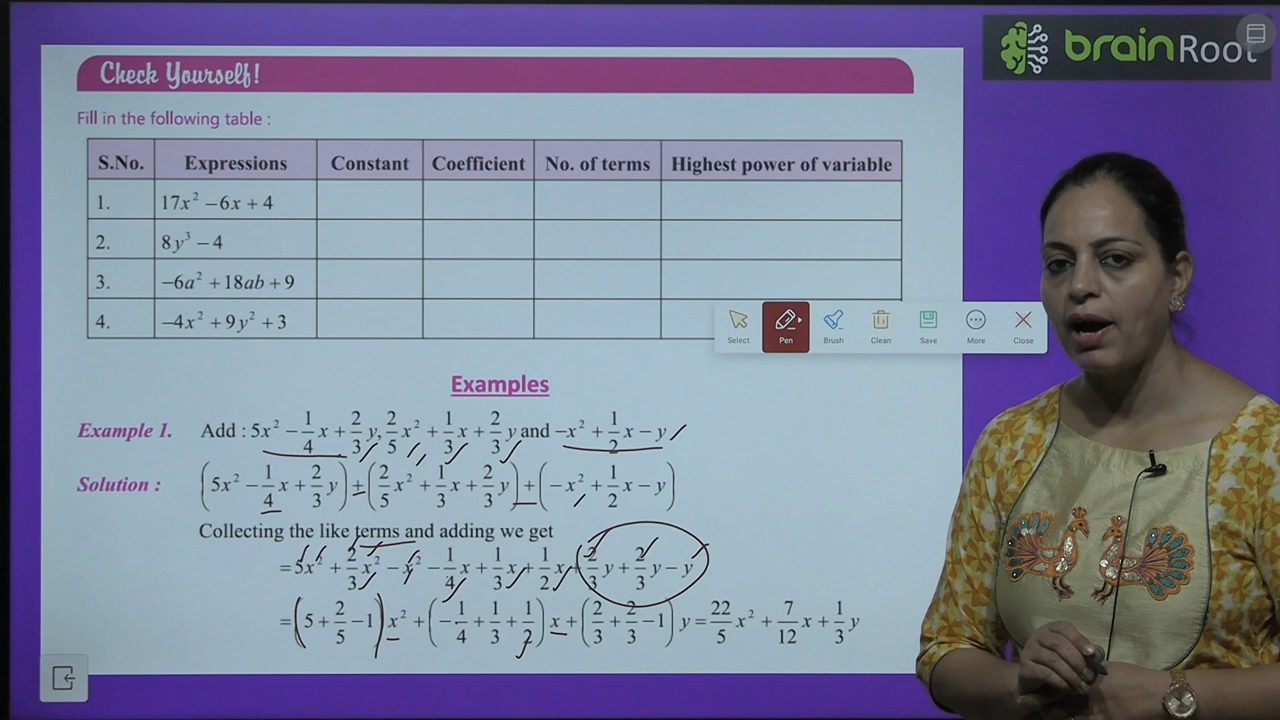 brainRoot
Check Yourself!
Fill in the following table :
S.No. Expressions Constant Coefficient No. of terms Highest power of variable
1. 17x² – 6x + 4
2. 8y³ – 4
3. –6a² + 18ab + 9
4. –4x² + 9y² + 3
Select Pen Brush Clean Save More Close
Examples
Example 1. Add : 5x² – 1/4 x + 2/3 y, 2/5 x² + 1/3 x + 2/3 y and –x² + 1/2 x – y
Solution : (5x² – 1/4 x + 2/3 y) + (2/5 x² + 1/3 x + 2/3 y) + (–x² + 1/2 x – y)
Collecting the like terms and adding we get
= 5x² + 2/3 x² – x² – 1/4 x + 1/3 x + 1/2 x + 2/3 y + 2/3 y – y
= (5 + 2/5 – 1) x² + (–1/4 + 1/3 + 1/2) x + (2/3 + 2/3 – 1) y = 22/5 x² + 7/12 x + 1/3 y